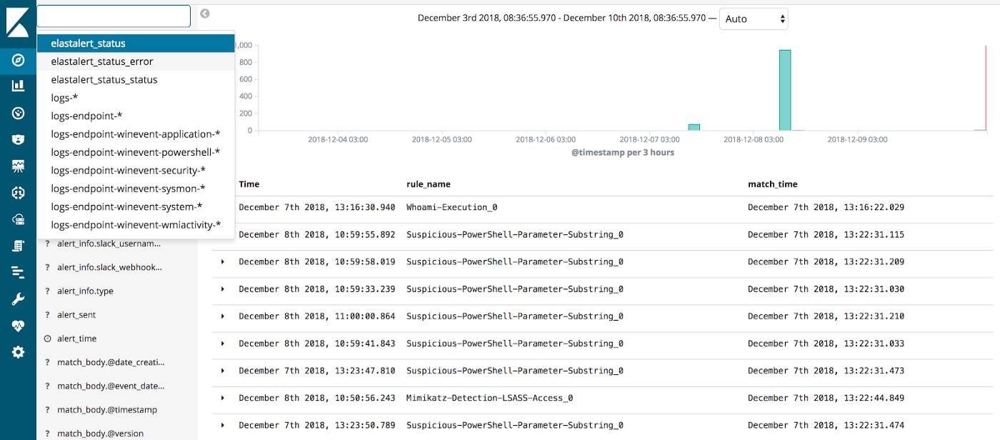 December 3rd 2018, 08:36:55.970 - December 10th 2018, 08:36:55.970 — Auto
elastalert_status
elastalert_status_error
elastalert_status_status
logs-*
logs-endpoint-*
logs-endpoint-winevent-application-*
logs-endpoint-winevent-powershell-*
logs-endpoint-winevent-security-*
logs-endpoint-winevent-sysmon-*
logs-endpoint-winevent-system-*
logs-endpoint-winevent-wmiactivity-*
? alert_info.slack_usernam...
? alert_info.slack_webhook...
? alert_info.type
? alert_sent
alert_time
? match_body.@date_creati...
? match_body.@event_date...
? match_body.@timestamp
? match_body.@version
,000
800
600
400
200
0
2018-12-04 03:00 2018-12-05 03:00 2018-12-06 03:00 2018-12-07 03:00 2018-12-08 03:00 2018-12-09 03:00
@timestamp per 3 hours
Time rule_name match_time
December 7th 2018, 13:16:30.940 Whoami-Execution_0 December 7th 2018, 13:16:22.029
December 8th 2018, 10:59:55.892 Suspicious-PowerShell-Parameter-Substring_0 December 7th 2018, 13:22:31.115
December 8th 2018, 10:59:58.019 Suspicious-PowerShell-Parameter-Substring_0 December 7th 2018, 13:22:31.209
December 8th 2018, 10:59:33.239 Suspicious-PowerShell-Parameter-Substring_0 December 7th 2018, 13:22:31.030
December 8th 2018, 11:00:00.864 Suspicious-PowerShell-Parameter-Substring_0 December 7th 2018, 13:22:31.210
December 8th 2018, 10:59:41.843 Suspicious-PowerShell-Parameter-Substring_0 December 7th 2018, 13:22:31.033
December 7th 2018, 13:23:47.810 Suspicious-PowerShell-Parameter-Substring_0 December 7th 2018, 13:22:31.473
December 8th 2018, 10:50:56.243 Mimikatz-Detection-LSASS-Access_0 December 7th 2018, 13:22:44.849
December 7th 2018, 13:23:50.789 Suspicious-PowerShell-Parameter-Substring_0 December 7th 2018, 13:22:31.474